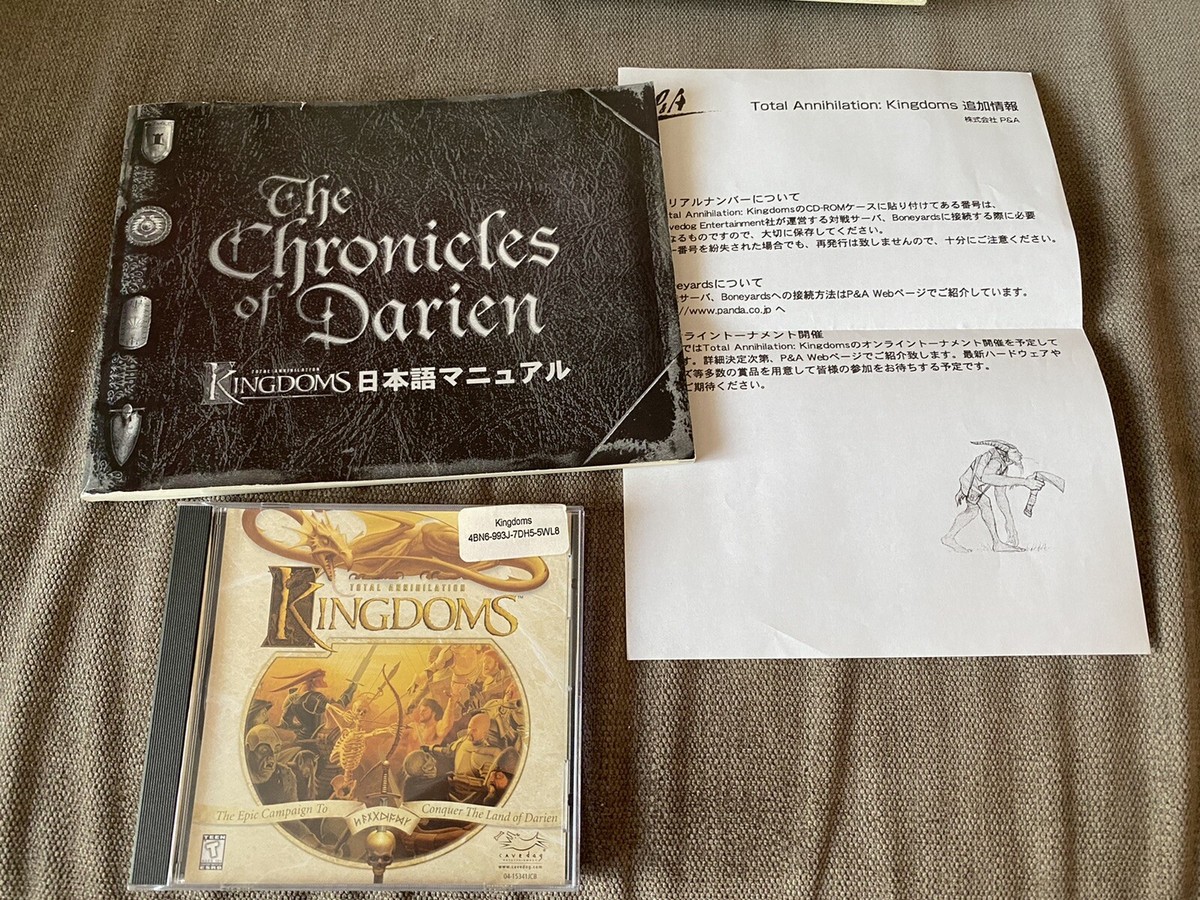 The
Chronicles
of Darien
TOTAL ANNIHILATION
KINGDOMS 日本語マニュアル
&A
Total Annihilation: Kingdoms 追加情報
株式会社 P&A
リアルナンバーについて
tal Annihilation: KingdomsのCD-ROMケースに貼り付けてある番号は、
vedog Entertainment社が運営する対戦サーバ、Boneyardsに接続する際に必要
なるものですので、大切に保存してください。
一番号を紛失された場合でも、再発行は致しませんので、十分にご注意ください。
eyardsについて
サーバ、Boneyardsへの接続方法はP&A Webページでご紹介しています。
//www.panda.co.jp へ
ライントーナメント開催
ではTotal Annihilation: Kingdomsのオンライントーナメント開催を予定して
す。詳細決定次第、P&A Webページでご紹介致します。最新ハードウェアや
ズ等多数の賞品を用意して皆様の参加をお待ちする予定です。
ご期待ください。
Kingdoms
4BN6-993J-7DH5-5WL8
TOTAL ANNIHILATION
KINGDOMS™
The Epic Campaign To
Conquer The Land of Darien
TEEN
T
ESRB
CAVEDOG
ENTERTAINMENT
www.cavedog.com
04-15341JCB